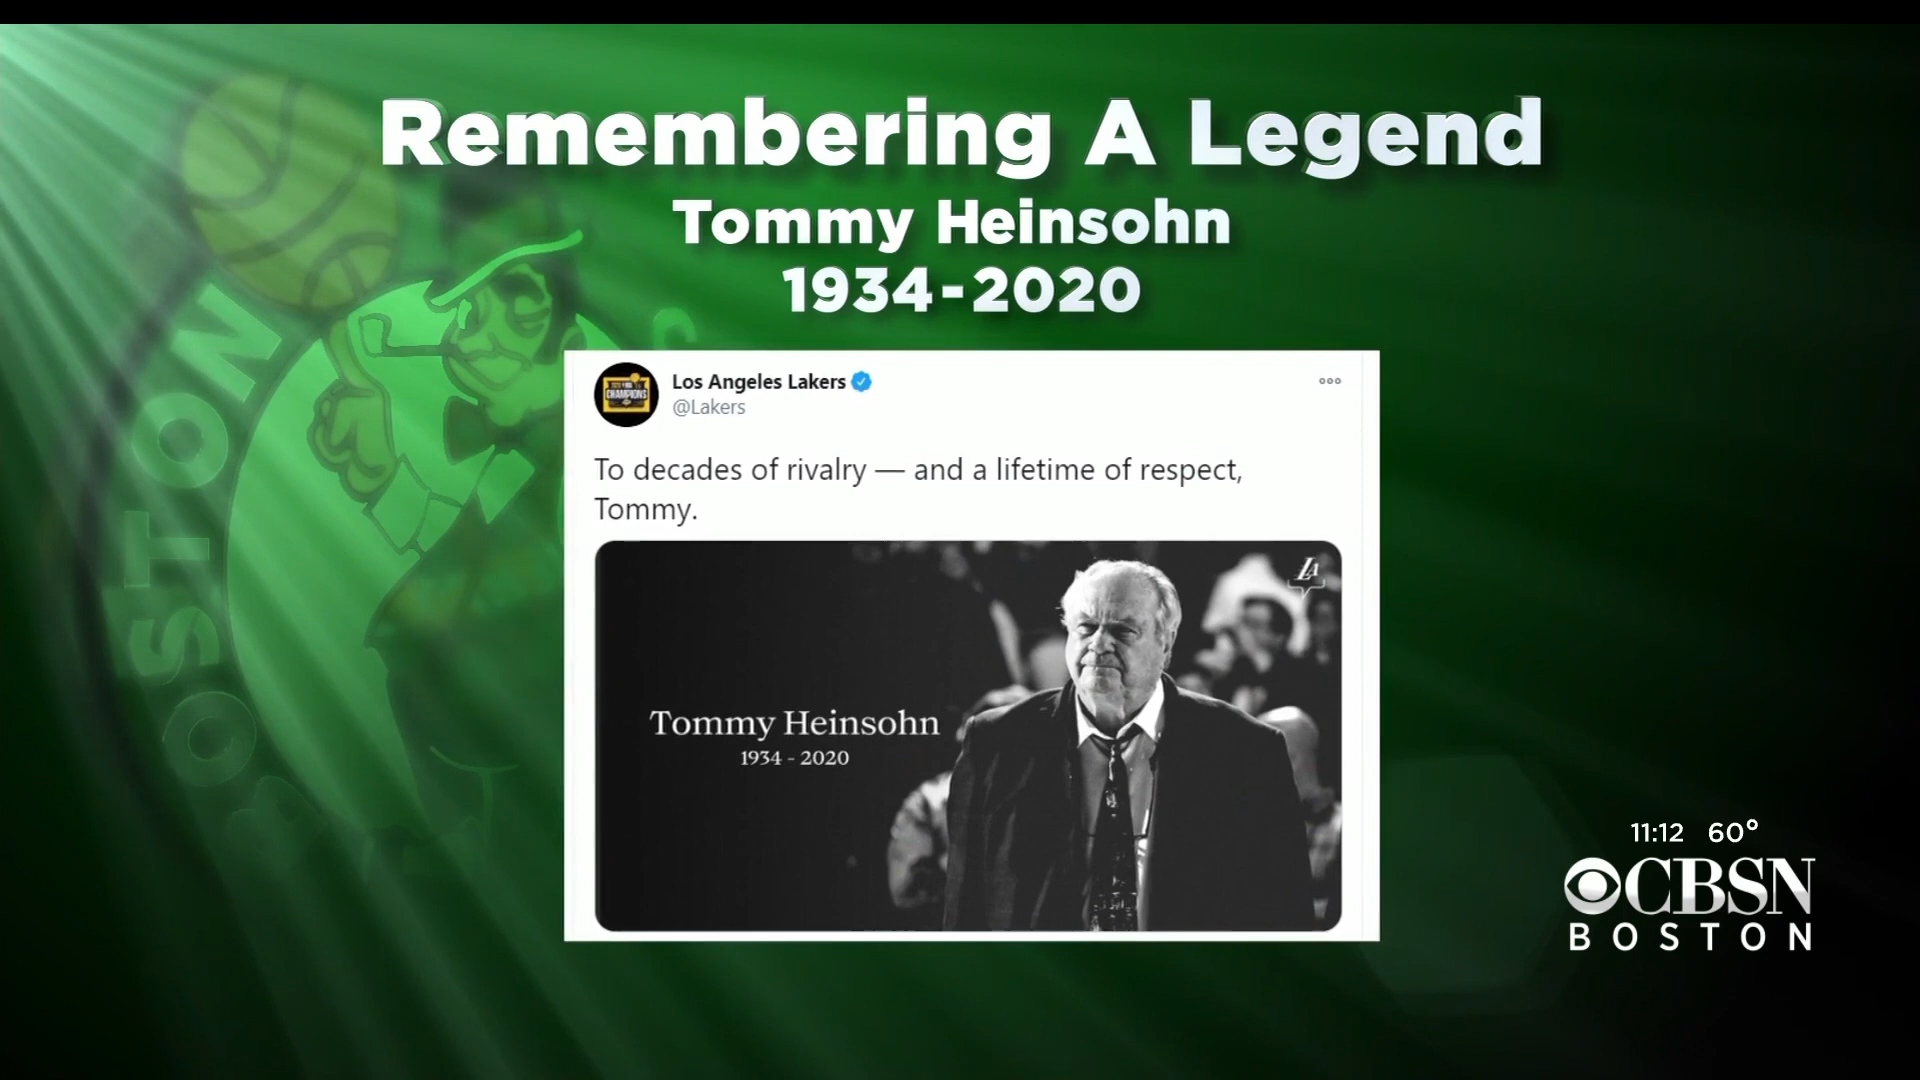 Remembering A Legend
Tommy Heinsohn
1934-2020
BOSTON
Los Angeles Lakers
@Lakers
CHAMPIONS
To decades of rivalry — and a lifetime of respect,
Tommy.
LA
Tommy Heinsohn
1934 - 2020
11:12 60°
CBSN
BOSTON